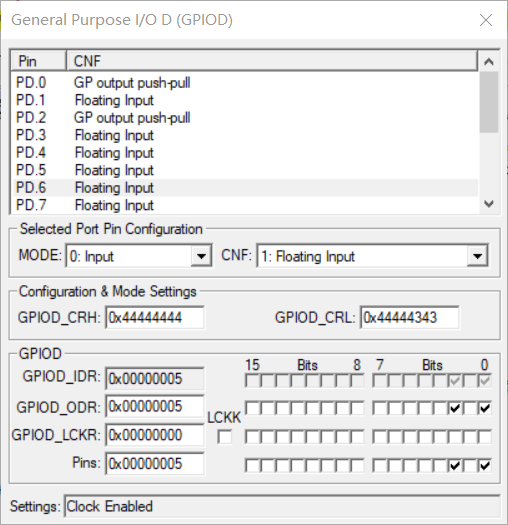 General Purpose I/O D (GPIOD)
Pin CNF
PD.0 GP output push-pull
PD.1 Floating Input
PD.2 GP output push-pull
PD.3 Floating Input
PD.4 Floating Input
PD.5 Floating Input
PD.6 Floating Input
PD.7 Floating Input
Selected Port Pin Configuration
MODE: 0: Input CNF: 1: Floating Input
Configuration & Mode Settings
GPIOD_CRH: 0x44444444 GPIOD_CRL: 0x44444343
GPIOD
15 Bits 8 7 Bits 0
GPIOD_IDR: 0x00000005
GPIOD_ODR: 0x00000005
LCKK
GPIOD_LCKR: 0x00000000
Pins: 0x00000005
Settings: Clock Enabled